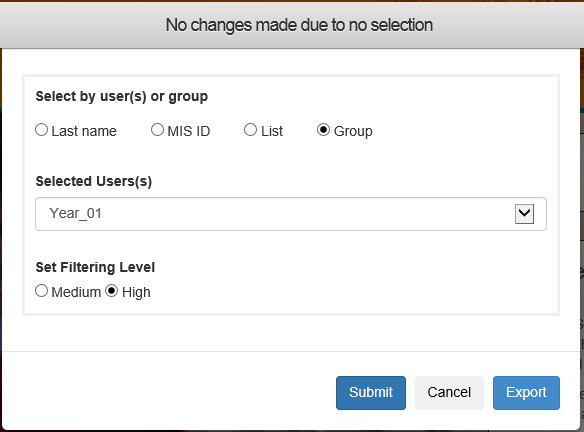 No changes made due to no selection
Select by user(s) or group
Last name MIS ID List Group
Selected Users(s)
Year_01
Set Filtering Level
Medium High
Submit Cancel Export